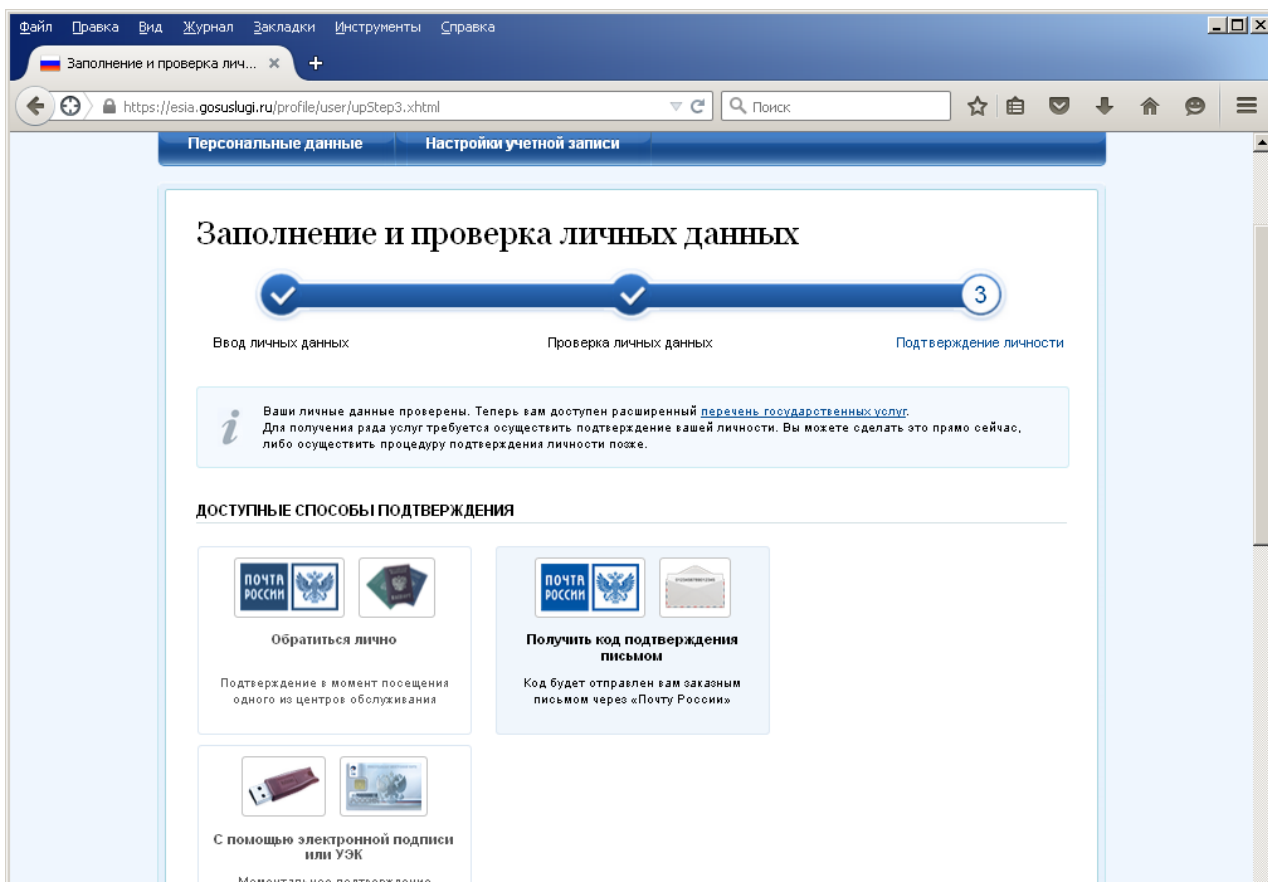 Файл Правка Вид Журнал Закладки Инструменты Справка
Заполнение и проверка лич...
https://esia.gosuslugi.ru/profile/user/upStep3.xhtml
Поиск
Персональные данные Настройки учетной записи
Заполнение и проверка личных данных
3
Ввод личных данных Проверка личных данных Подтверждение личности
Ваши личные данные проверены. Теперь вам доступен расширенный перечень государственных услуг.
Для получения ряда услуг требуется осуществить подтверждение вашей личности. Вы можете сделать это прямо сейчас,
либо осуществить процедуру подтверждения личности позже.
ДОСТУПНЫЕ СПОСОБЫ ПОДТВЕРЖДЕНИЯ
ПОЧТА
РОССИИ
Обратиться лично
Подтверждение в момент посещения
одного из центров обслуживания
ПОЧТА
РОССИИ
Получить код подтверждения
письмом
Код будет отправлен вам заказным
письмом через «Почту России»
С помощью электронной подписи
или УЭК
Моментальное подтверждение